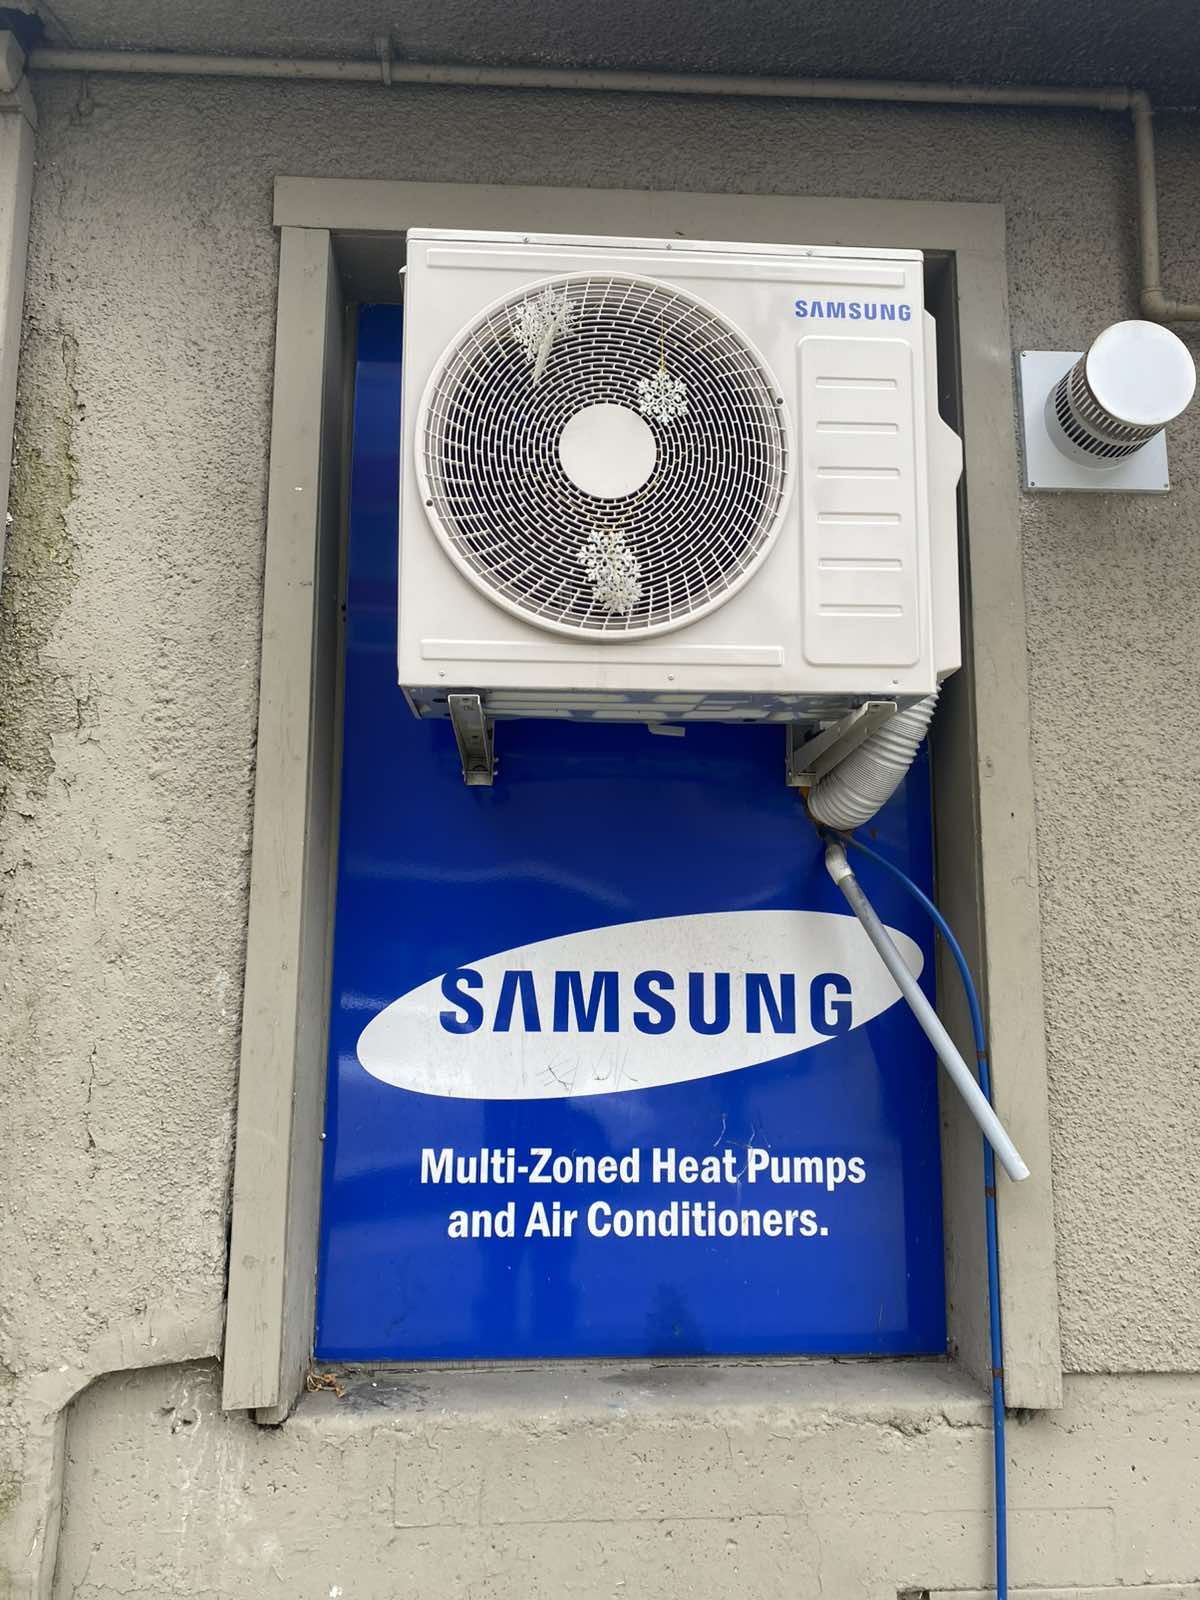 SAMSUNG
SAMSUNG
Multi-Zoned Heat Pumps
and Air Conditioners.